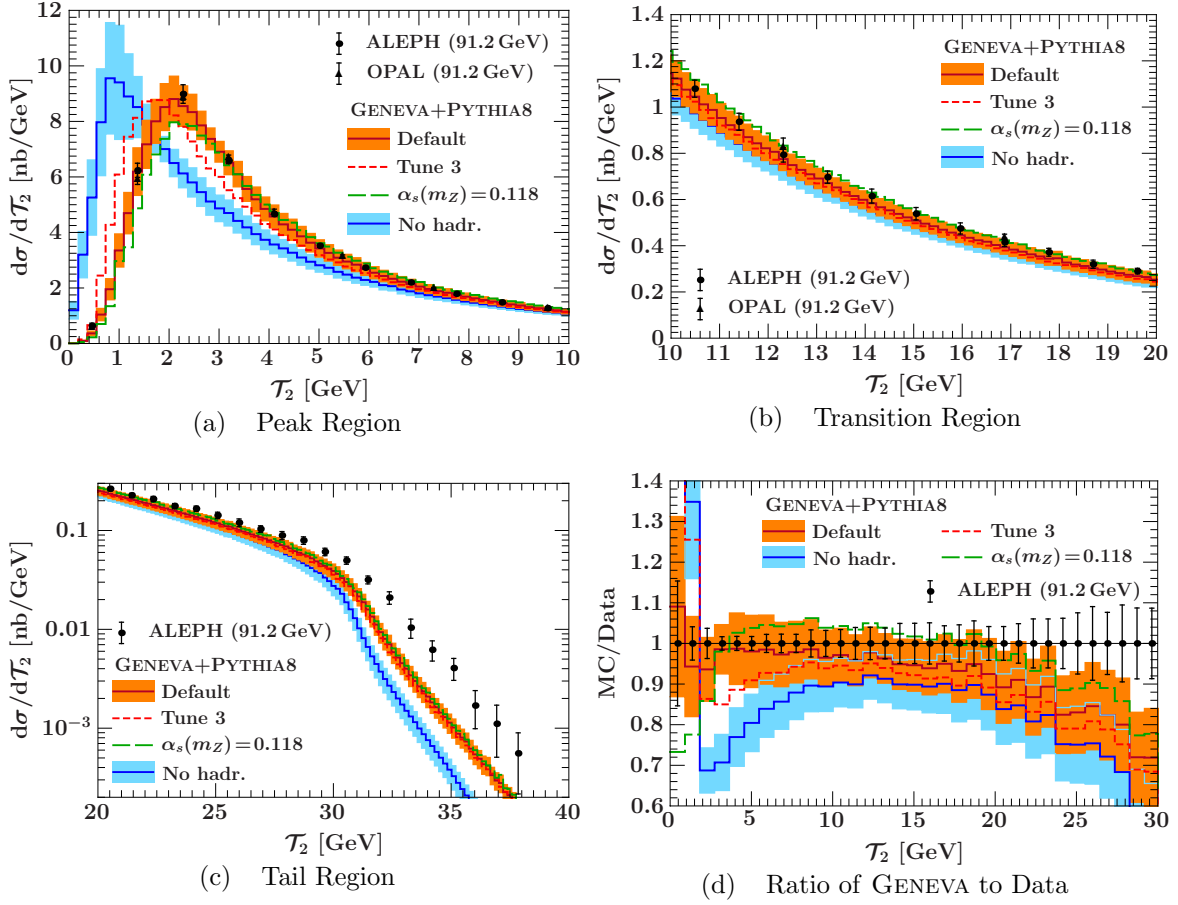 12
10
8
6
4
2
0
0 1 2 3 4 5 6 7 8 9 10
dσ/dT₂ [nb/GeV]
T₂ [GeV]
ALEPH (91.2 GeV)
OPAL (91.2 GeV)
GENEVA+PYTHIA8
Default
Tune 3
αₛ(m_Z)=0.118
No hadr.
(a) Peak Region
1.4
1.2
1
0.8
0.6
0.4
0.2
0
10 11 12 13 14 15 16 17 18 19 20
dσ/dT₂ [nb/GeV]
T₂ [GeV]
GENEVA+PYTHIA8
Default
Tune 3
αₛ(m_Z)=0.118
No hadr.
ALEPH (91.2 GeV)
OPAL (91.2 GeV)
(b) Transition Region
0.1
0.01
10⁻³
20 25 30 35 40
dσ/dT₂ [nb/GeV]
T₂ [GeV]
ALEPH (91.2 GeV)
GENEVA+PYTHIA8
Default
Tune 3
αₛ(m_Z)=0.118
No hadr.
(c) Tail Region
1.4
1.3
1.2
1.1
1
0.9
0.8
0.7
0.6
0 5 10 15 20 25 30
MC/Data
T₂ [GeV]
GENEVA+PYTHIA8
Default
No hadr.
Tune 3
αₛ(m_Z)=0.118
ALEPH (91.2 GeV)
(d) Ratio of GENEVA to Data